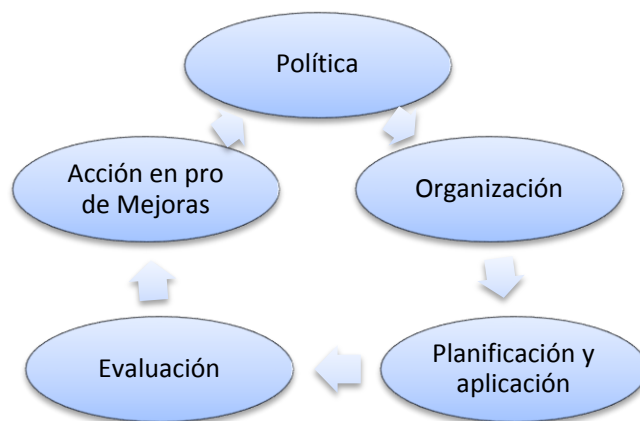 Política
Organización
Planificación y
aplicación
Evaluación
Acción en pro
de Mejoras